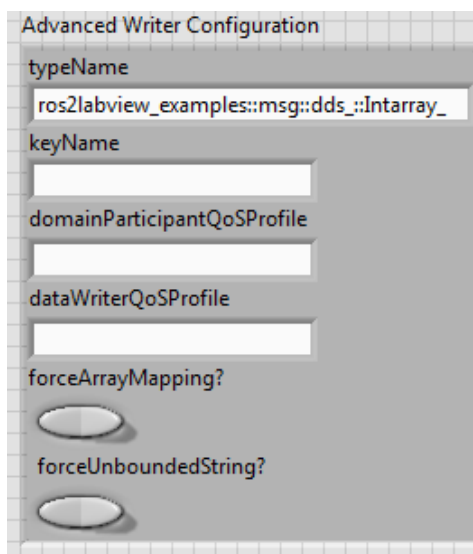 Advanced Writer Configuration
typeName
ros2labview_examples::msg::dds_::Intarray_
keyName
domainParticipantQoSProfile
dataWriterQoSProfile
forceArrayMapping?
forceUnboundedString?